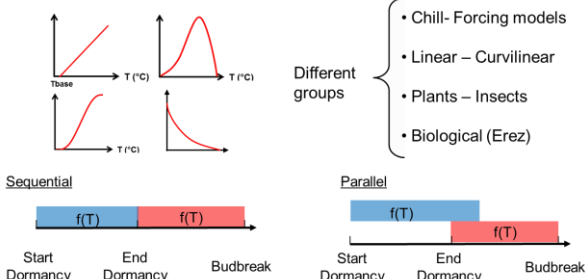 Tbase
T (°C)
T (°C)
T (°C)
Different
groups
• Chill- Forcing models
• Linear – Curvilinear
• Plants – Insects
• Biological (Erez)
Sequential
f(T)
f(T)
Start
Dormancy
End
Dormancy
Budbreak
Parallel
f(T)
f(T)
Start
Dormancy
End
Dormancy
Budbreak